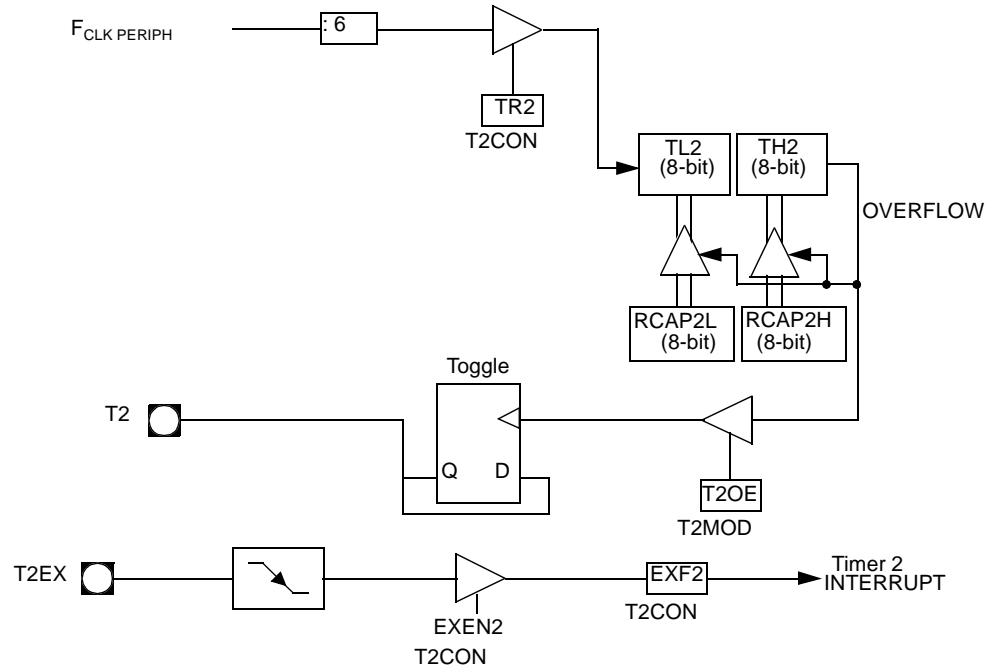 F CLK PERIPH
: 6
TR2
T2CON
TL2
(8-bit)
TH2
(8-bit)
OVERFLOW
RCAP2L
(8-bit)
RCAP2H
(8-bit)
Toggle
T2
Q D
T2OE
T2MOD
T2EX
EXEN2
T2CON
EXF2
T2CON
Timer 2
INTERRUPT